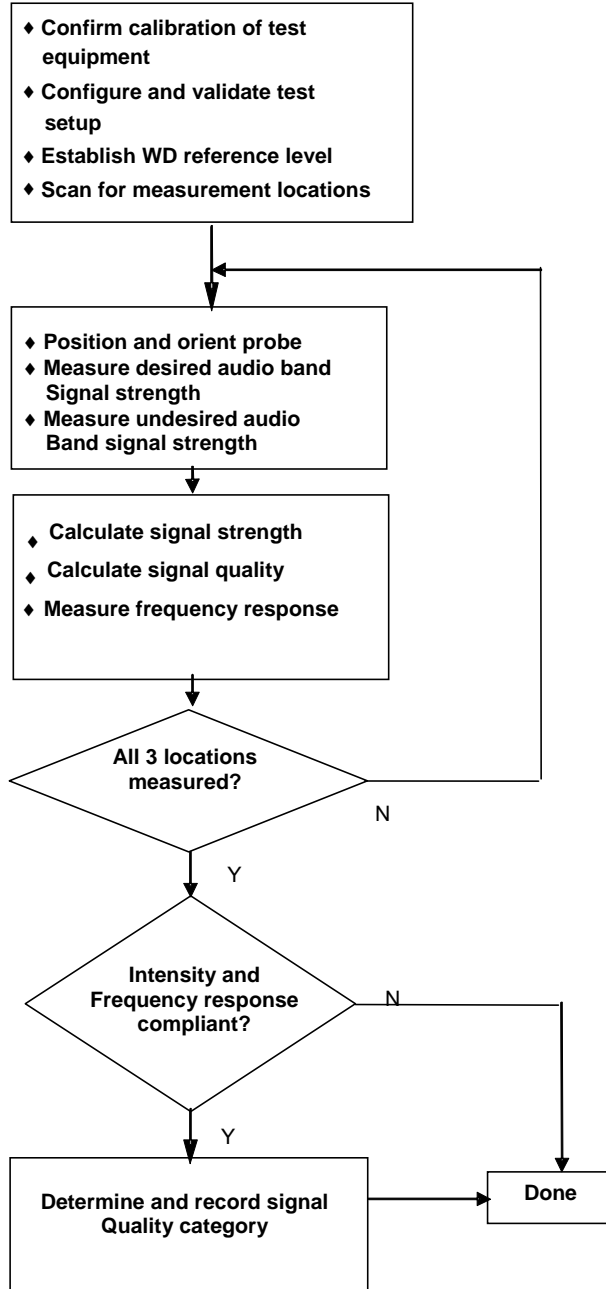 ♦ Confirm calibration of test
equipment
♦ Configure and validate test
setup
♦ Establish WD reference level
♦ Scan for measurement locations
♦ Position and orient probe
♦ Measure desired audio band
Signal strength
♦ Measure undesired audio
Band signal strength
♦ Calculate signal strength
♦ Calculate signal quality
♦ Measure frequency response
All 3 locations
measured?
N
Y
Intensity and
Frequency response
compliant?
N
Y
Determine and record signal
Quality category
Done